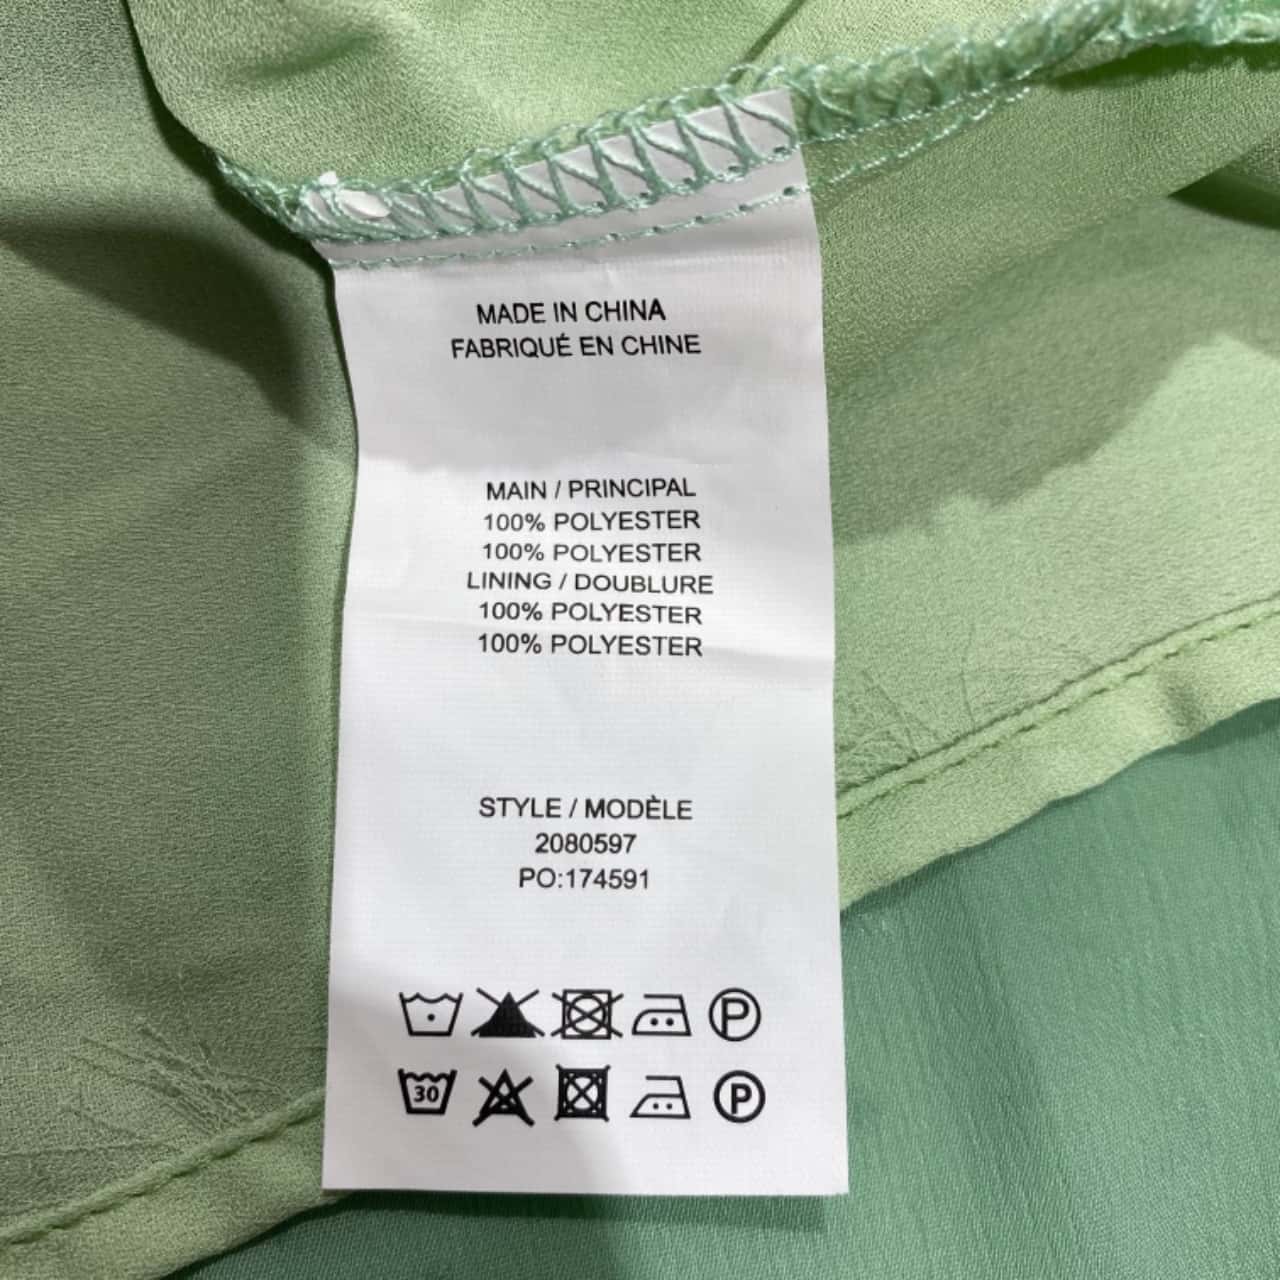 MADE IN CHINA
FABRIQUÉ EN CHINE
MAIN / PRINCIPAL
100% POLYESTER
100% POLYESTER
LINING / DOUBLURE
100% POLYESTER
100% POLYESTER
STYLE / MODÈLE
2080597
PO:174591
P
30 P